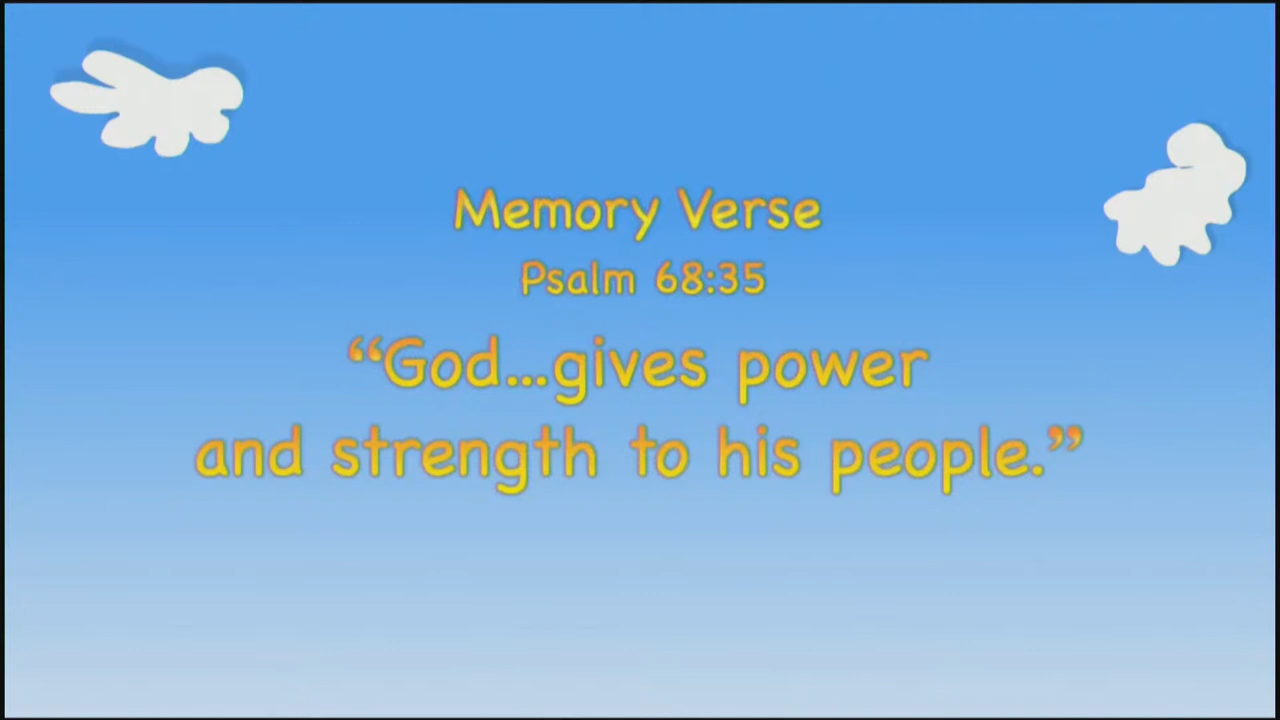 Memory Verse
Psalm 68:35
“God...gives power
and strength to his people.”